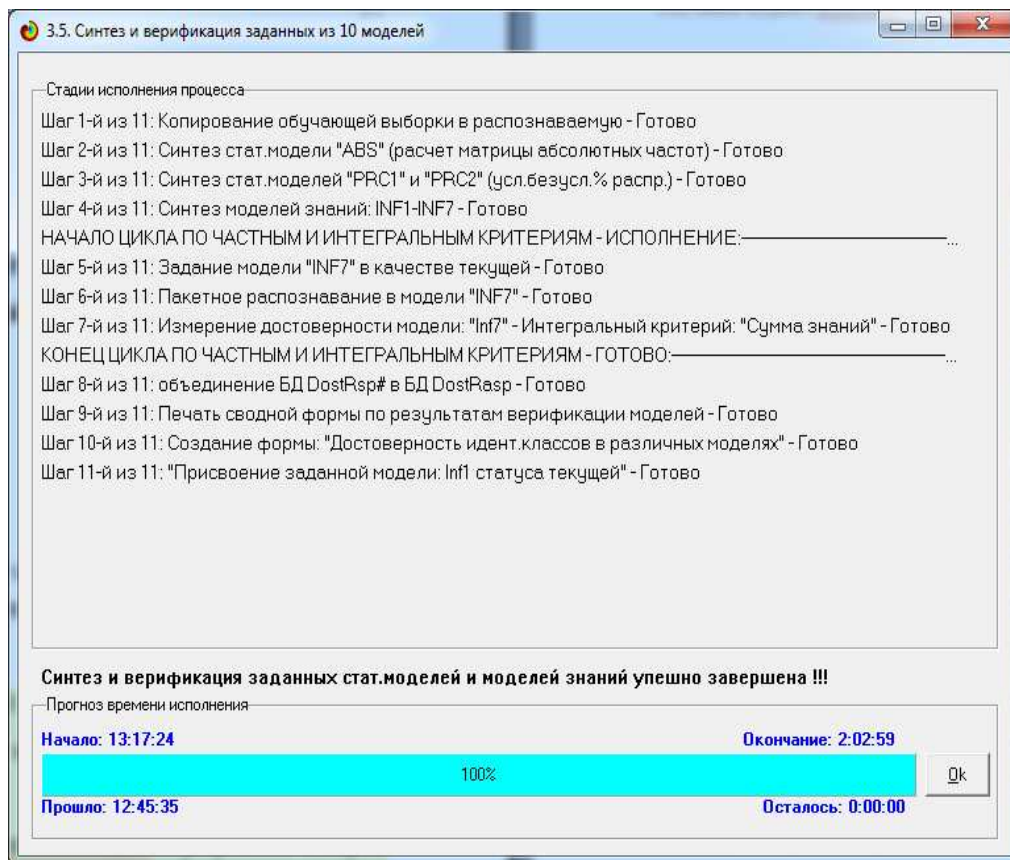 3.5. Синтез и верификация заданных из 10 моделей
Стадии исполнения процесса
Шаг 1-й из 11: Копирование обучающей выборки в распознаваемую - Готово
Шаг 2-й из 11: Синтез стат.модели "ABS" (расчет матрицы абсолютных частот) - Готово
Шаг 3-й из 11: Синтез стат.моделей "PRC1" и "PRC2" (усл.безусл.% распр.) - Готово
Шаг 4-й из 11: Синтез моделей знаний: INF1-INF7 - Готово
НАЧАЛО ЦИКЛА ПО ЧАСТНЫМ И ИНТЕГРАЛЬНЫМ КРИТЕРИЯМ - ИСПОЛНЕНИЕ:————————————...
Шаг 5-й из 11: Задание модели "INF7" в качестве текущей - Готово
Шаг 6-й из 11: Пакетное распознавание в модели "INF7" - Готово
Шаг 7-й из 11: Измерение достоверности модели: "Inf7" - Интегральный критерий: "Сумма знаний" - Готово
КОНЕЦ ЦИКЛА ПО ЧАСТНЫМ И ИНТЕГРАЛЬНЫМ КРИТЕРИЯМ - ГОТОВО:————————————...
Шаг 8-й из 11: объединение БД DostRsp# в БД DostRasp - Готово
Шаг 9-й из 11: Печать сводной формы по результатам верификации моделей - Готово
Шаг 10-й из 11: Создание формы: "Достоверность идент.классов в различных моделях" - Готово
Шаг 11-й из 11: "Присвоение заданной модели: Inf1 статуса текущей" - Готово
Синтез и верификация заданных стат.моделей и моделей знаний упешно завершена !!!
Прогноз времени исполнения
Начало: 13:17:24 Окончание: 2:02:59
100% Ok
Прошло: 12:45:35 Осталось: 0:00:00